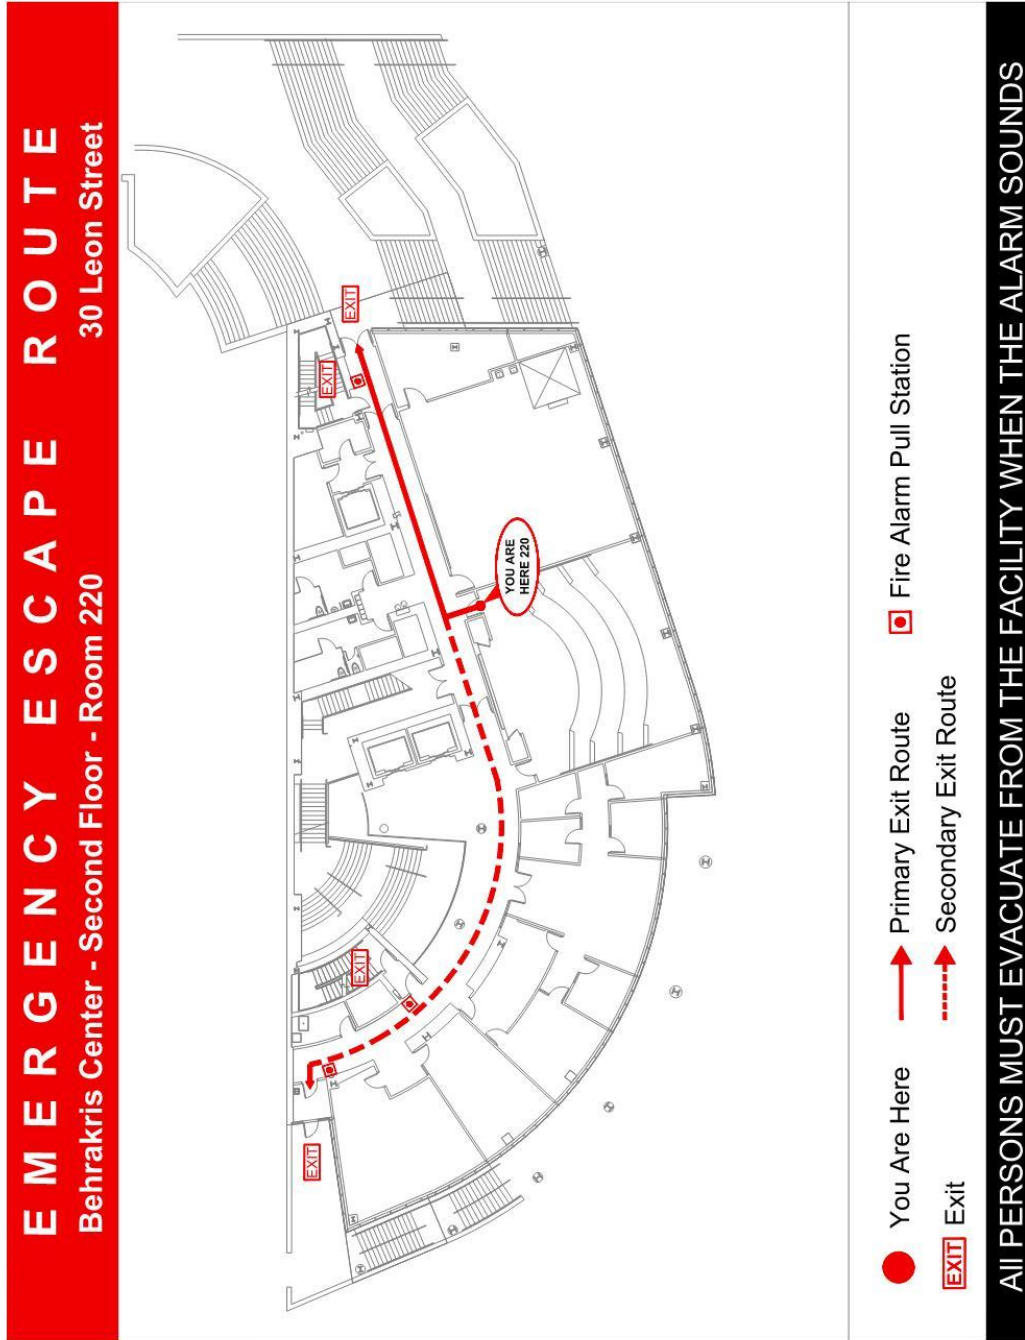 EMERGENCY ESCAPE ROUTE
Behrakis Center - Second Floor - Room 220
30 Leon Street
EXIT
EXIT
EXIT
EXIT
YOU ARE
HERE 220
You Are Here
Primary Exit Route
Fire Alarm Pull Station
EXIT Exit
Secondary Exit Route
All PERSONS MUST EVACUATE FROM THE FACILITY WHEN THE ALARM SOUNDS